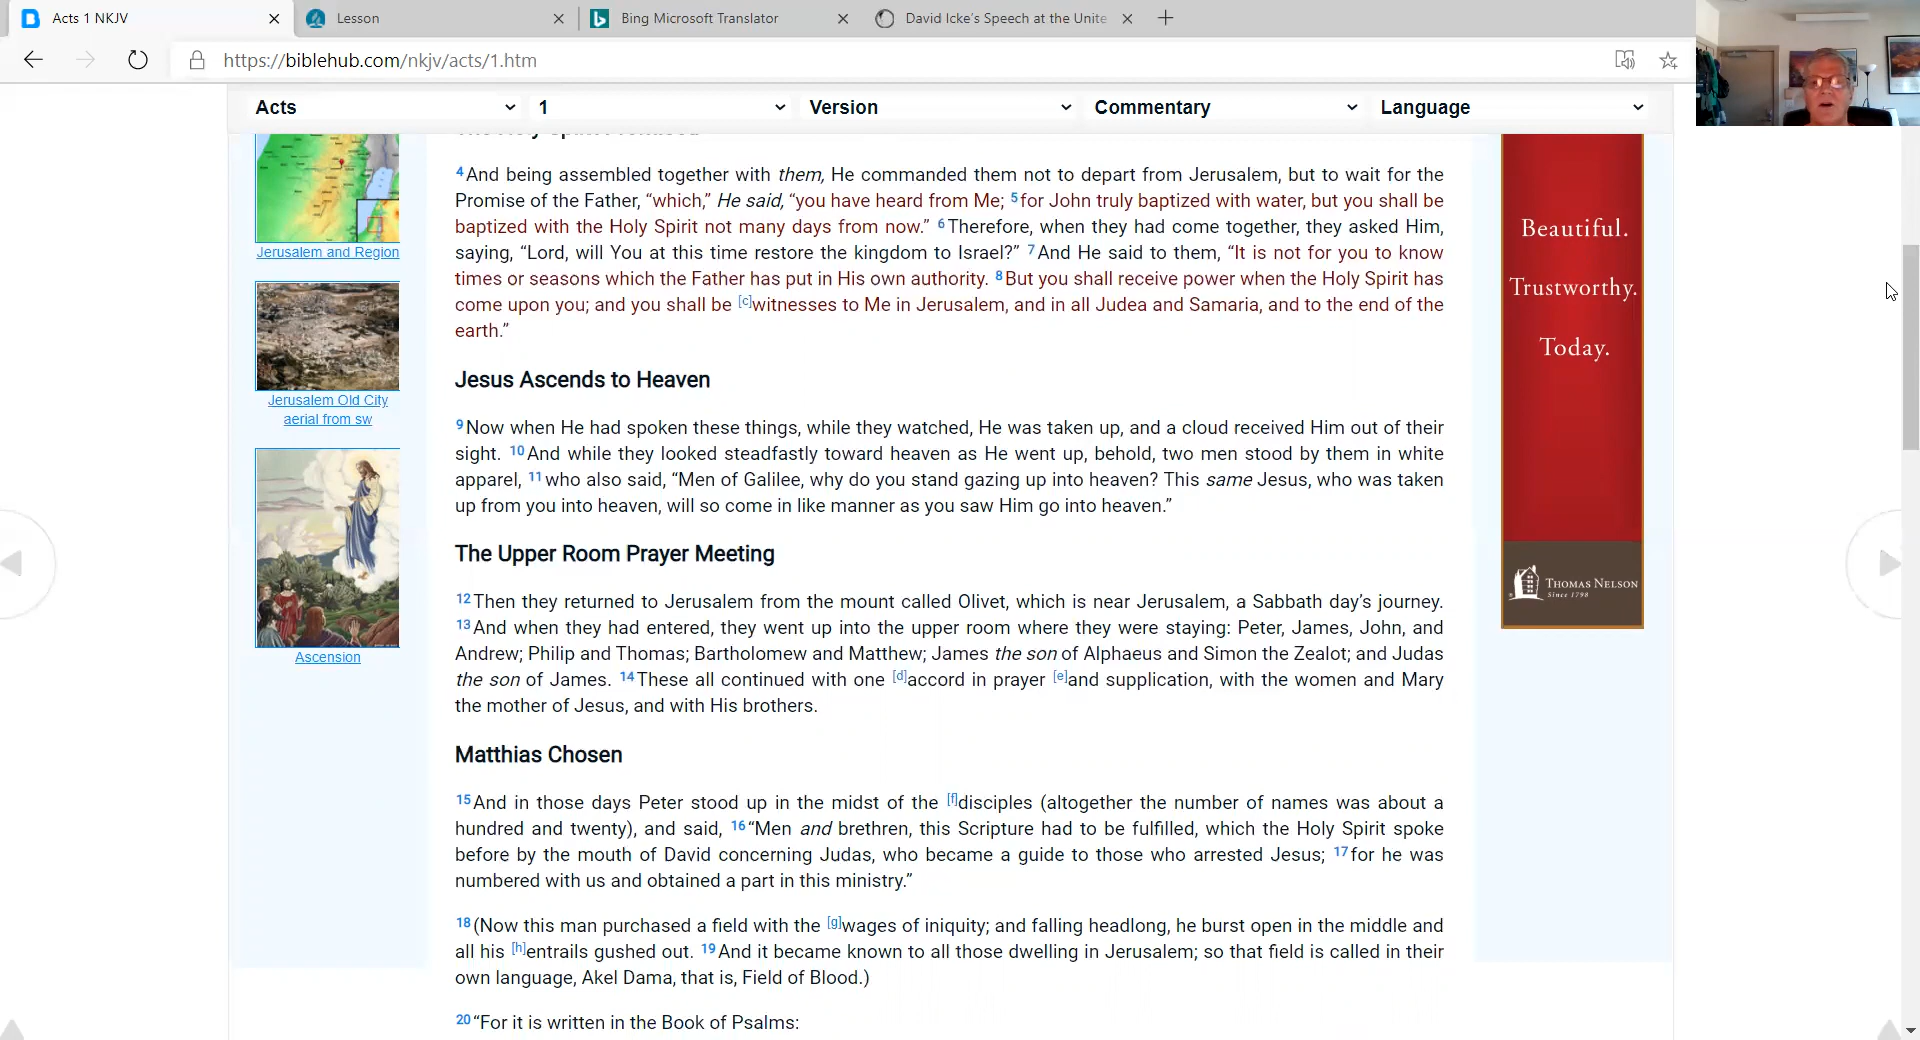 Acts 1 NKJV
Lesson
Bing Microsoft Translator
David Icke's Speech at the Unite
https://biblehub.com/nkjv/acts/1.htm
Acts
1
Version
Commentary
Language
4And being assembled together with them, He commanded them not to depart from Jerusalem, but to wait for the
Promise of the Father, “which,” He said, “you have heard from Me; 5for John truly baptized with water, but you shall be
baptized with the Holy Spirit not many days from now.” 6Therefore, when they had come together, they asked Him,
saying, “Lord, will You at this time restore the kingdom to Israel?” 7And He said to them, “It is not for you to know
times or seasons which the Father has put in His own authority. 8But you shall receive power when the Holy Spirit has
come upon you; and you shall be [c]witnesses to Me in Jerusalem, and in all Judea and Samaria, and to the end of the
earth.”
Jesus Ascends to Heaven
9Now when He had spoken these things, while they watched, He was taken up, and a cloud received Him out of their
sight. 10And while they looked steadfastly toward heaven as He went up, behold, two men stood by them in white
apparel, 11who also said, “Men of Galilee, why do you stand gazing up into heaven? This same Jesus, who was taken
up from you into heaven, will so come in like manner as you saw Him go into heaven.”
The Upper Room Prayer Meeting
12Then they returned to Jerusalem from the mount called Olivet, which is near Jerusalem, a Sabbath day’s journey.
13And when they had entered, they went up into the upper room where they were staying: Peter, James, John, and
Andrew; Philip and Thomas; Bartholomew and Matthew; James the son of Alphaeus and Simon the Zealot; and Judas
the son of James. 14These all continued with one [d]accord in prayer [e]and supplication, with the women and Mary
the mother of Jesus, and with His brothers.
Matthias Chosen
15And in those days Peter stood up in the midst of the [f]disciples (altogether the number of names was about a
hundred and twenty), and said, 16“Men and brethren, this Scripture had to be fulfilled, which the Holy Spirit spoke
before by the mouth of David concerning Judas, who became a guide to those who arrested Jesus; 17for he was
numbered with us and obtained a part in this ministry.”
18(Now this man purchased a field with the [g]wages of iniquity; and falling headlong, he burst open in the middle and
all his [h]entrails gushed out. 19And it became known to all those dwelling in Jerusalem; so that field is called in their
own language, Akel Dama, that is, Field of Blood.)
20“For it is written in the Book of Psalms:
Jerusalem and Region
Jerusalem Old City
aerial from sw
Ascension
Beautiful.
Trustworthy.
Today.
THOMAS NELSON
Since 1798